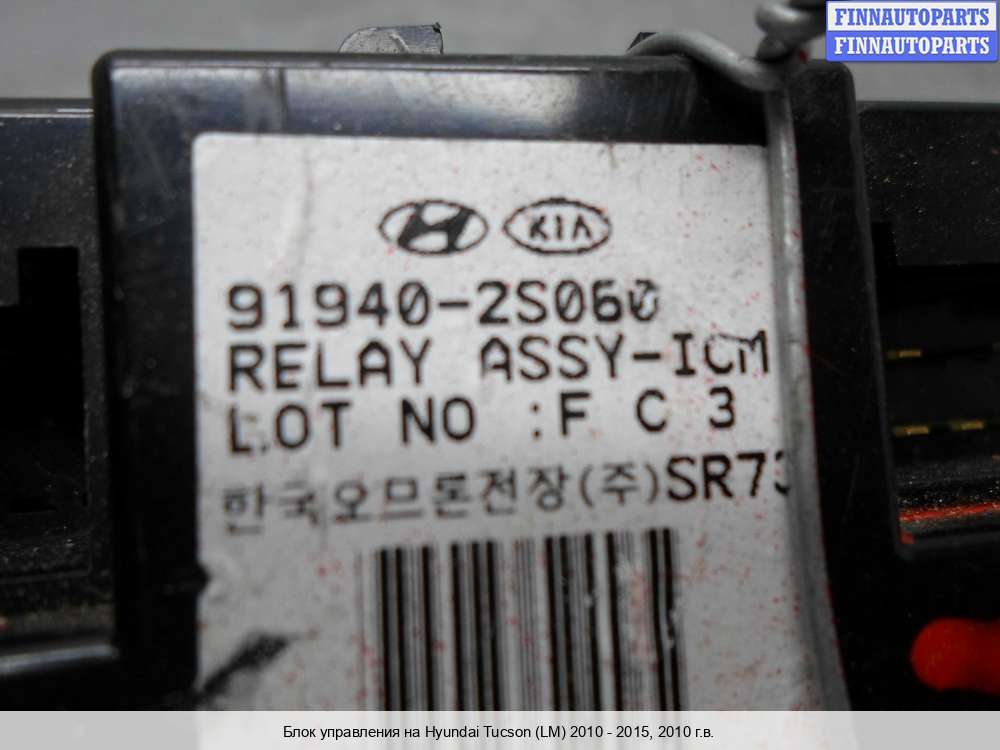 FINNAUTOPARTS
FINNAUTOPARTS
KIA
91940-2S060
RELAY ASSY-ICM
LOT NO :F C 3
한국오므론전장(주)SR73
Блок управления на Hyundai Tucson (LM) 2010 - 2015, 2010 г.в.